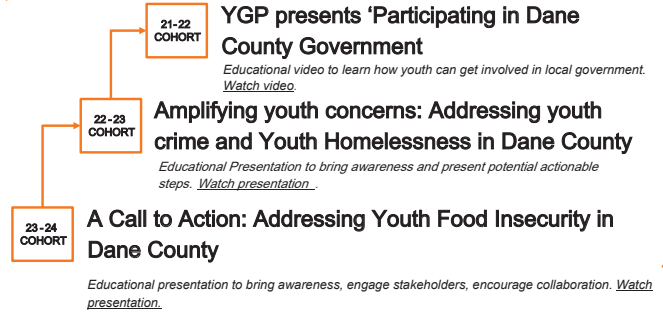 21-22
COHORT
YGP presents ‘Participating in Dane
County Government
Educational video to learn how youth can get involved in local government.
Watch video.
22-23
COHORT
Amplifying youth concerns: Addressing youth
crime and Youth Homelessness in Dane County
Educational Presentation to bring awareness and present potential actionable
steps. Watch presentation .
23-24
COHORT
A Call to Action: Addressing Youth Food Insecurity in
Dane County
Educational presentation to bring awareness, engage stakeholders, encourage collaboration. Watch
presentation.